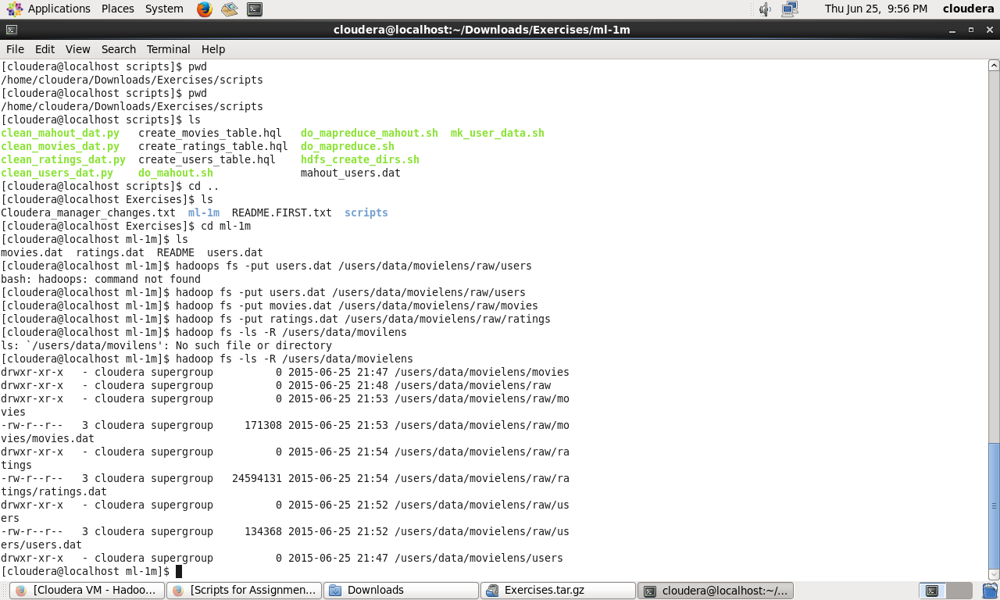 Applications Places System Thu Jun 25, 9:56 PM cloudera
cloudera@localhost:~/Downloads/Exercises/ml-1m
File Edit View Search Terminal Help
[cloudera@localhost scripts]$ pwd
/home/cloudera/Downloads/Exercises/scripts
[cloudera@localhost scripts]$ pwd
/home/cloudera/Downloads/Exercises/scripts
[cloudera@localhost scripts]$ ls
clean_mahout_dat.py   create_movies_table.hql   do_mapreduce_mahout.sh  mk_user_data.sh
clean_movies_dat.py   create_ratings_table.hql  do_mapreduce.sh
clean_ratings_dat.py  create_users_table.hql    hdfs_create_dirs.sh
clean_users_dat.py    do_mahout.sh              mahout_users.dat
[cloudera@localhost scripts]$ cd ..
[cloudera@localhost Exercises]$ ls
Cloudera_manager_changes.txt  ml-1m  README.FIRST.txt  scripts
[cloudera@localhost Exercises]$ cd ml-1m
[cloudera@localhost ml-1m]$ ls
movies.dat  ratings.dat  README  users.dat
[cloudera@localhost ml-1m]$ hadoops fs -put users.dat /users/data/movielens/raw/users
bash: hadoops: command not found
[cloudera@localhost ml-1m]$ hadoop fs -put users.dat /users/data/movielens/raw/users
[cloudera@localhost ml-1m]$ hadoop fs -put movies.dat /users/data/movielens/raw/movies
[cloudera@localhost ml-1m]$ hadoop fs -put ratings.dat /users/data/movielens/raw/ratings
[cloudera@localhost ml-1m]$ hadoop fs -ls -R /users/data/movilens
ls: `/users/data/movilens': No such file or directory
[cloudera@localhost ml-1m]$ hadoop fs -ls -R /users/data/movielens
drwxr-xr-x   - cloudera supergroup          0 2015-06-25 21:47 /users/data/movielens/movies
drwxr-xr-x   - cloudera supergroup          0 2015-06-25 21:48 /users/data/movielens/raw
drwxr-xr-x   - cloudera supergroup          0 2015-06-25 21:53 /users/data/movielens/raw/mo
vies
-rw-r--r--   3 cloudera supergroup     171308 2015-06-25 21:53 /users/data/movielens/raw/mo
vies/movies.dat
drwxr-xr-x   - cloudera supergroup          0 2015-06-25 21:54 /users/data/movielens/raw/ra
tings
-rw-r--r--   3 cloudera supergroup   24594131 2015-06-25 21:54 /users/data/movielens/raw/ra
tings/ratings.dat
drwxr-xr-x   - cloudera supergroup          0 2015-06-25 21:52 /users/data/movielens/raw/us
ers
-rw-r--r--   3 cloudera supergroup     134368 2015-06-25 21:52 /users/data/movielens/raw/us
ers/users.dat
drwxr-xr-x   - cloudera supergroup          0 2015-06-25 21:47 /users/data/movielens/users
[cloudera@localhost ml-1m]$
[Cloudera VM - Hadoo... [Scripts for Assignmen... Downloads Exercises.tar.gz cloudera@localhost:~/...